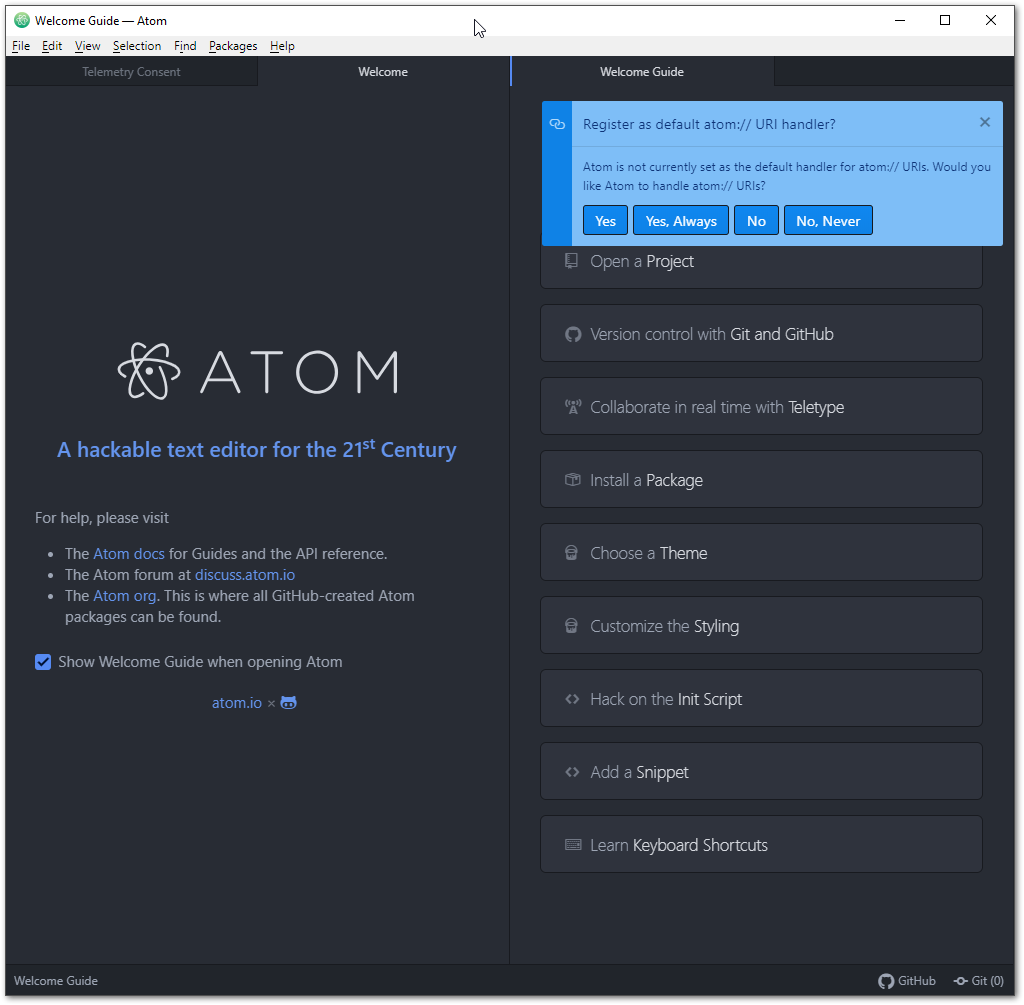 Welcome Guide — Atom
File Edit View Selection Find Packages Help
Telemetry Consent
Welcome
Welcome Guide
ATOM
A hackable text editor for the 21st Century
For help, please visit
• The Atom docs for Guides and the API reference.
• The Atom forum at discuss.atom.io
• The Atom org. This is where all GitHub-created Atom
packages can be found.
Show Welcome Guide when opening Atom
atom.io ×
Register as default atom:// URI handler?
Atom is not currently set as the default handler for atom:// URIs. Would you
like Atom to handle atom:// URIs?
Yes Yes, Always No No, Never
Open a Project
Version control with Git and GitHub
Collaborate in real time with Teletype
Install a Package
Choose a Theme
Customize the Styling
Hack on the Init Script
Add a Snippet
Learn Keyboard Shortcuts
Welcome Guide
GitHub Git (0)